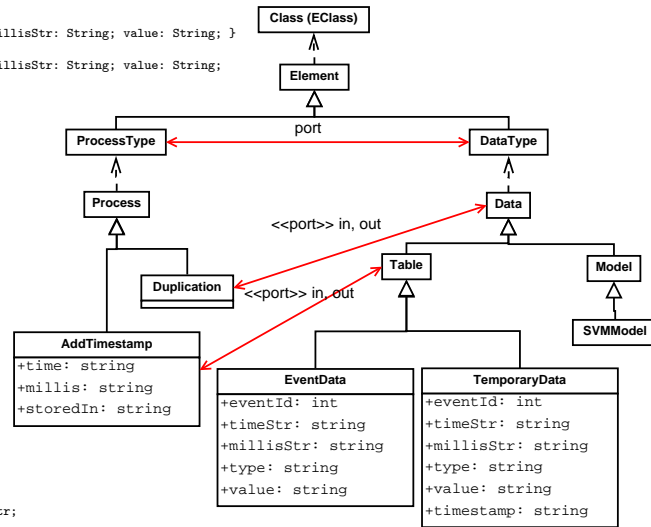 Class (EClass)
illisStr: String; value: String; }
illisStr: String; value: String;
Element
port
ProcessType
DataType
Process
Data
<<port>> in, out
Table
Model
Duplication
<<port>> in, out
SVMModel
AddTimestamp
+time: string
+millis: string
+storedIn: string
EventData
+eventId: int
+timeStr: string
+millisStr: string
+type: string
+value: string
TemporaryData
+eventId: int
+timeStr: string
+millisStr: string
+type: string
+value: string
+timestamp: string
tr;